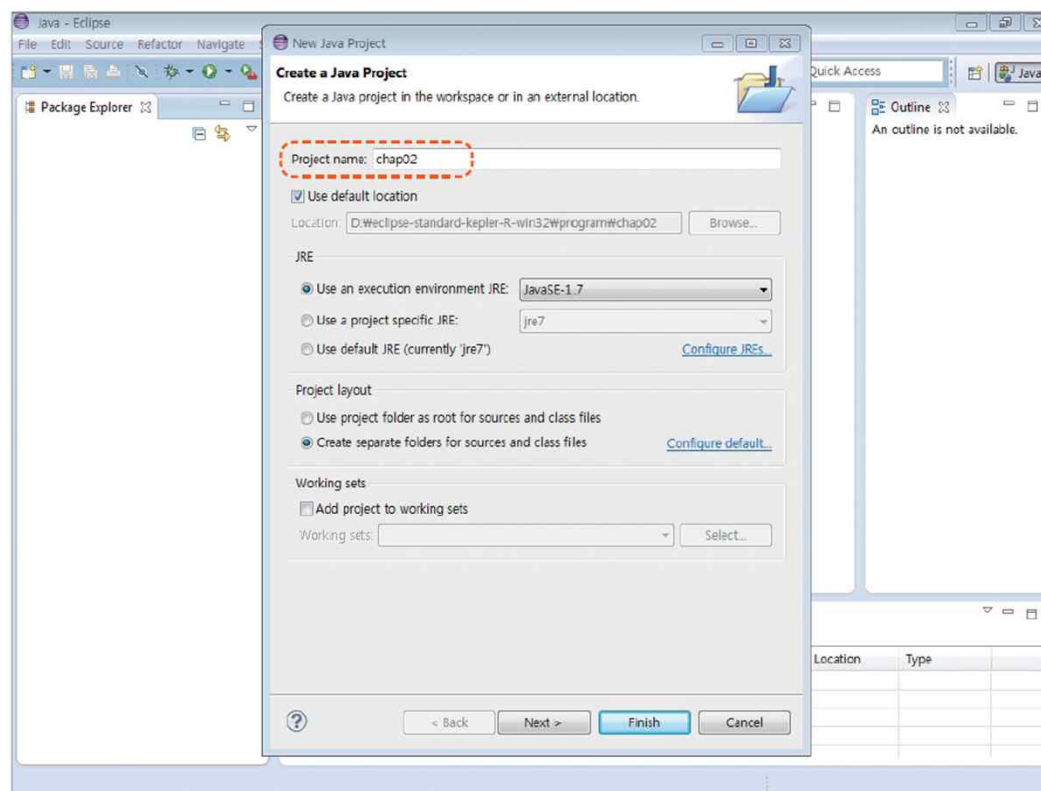 Java - Eclipse
File Edit Source Refactor Navigate
Quick Access
Java
Package Explorer
Outline
An outline is not available.
New Java Project
Create a Java Project
Create a Java project in the workspace or in an external location.
Project name: chap02
Use default location
Location: D:₩eclipse-standard-kepler-R-win32₩program₩chap02 Browse...
JRE
Use an execution environment JRE: JavaSE-1.7
Use a project specific JRE: jre7
Use default JRE (currently 'jre7') Configure JREs...
Project layout
Use project folder as root for sources and class files
Create separate folders for sources and class files Configure default...
Working sets
Add project to working sets
Working sets: Select...
Location Type
? < Back Next > Finish Cancel